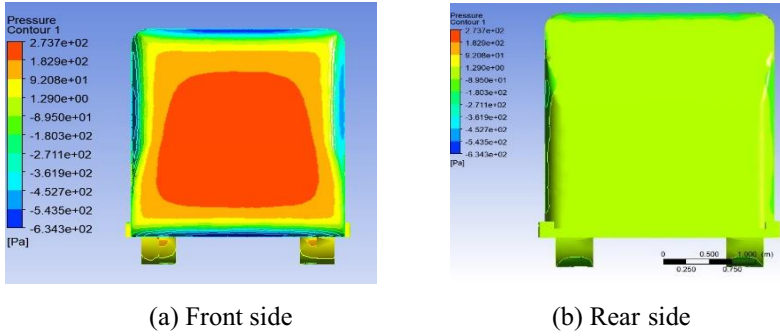 Pressure
Contour 1
2.737e+02
1.829e+02
9.208e+01
1.290e+00
-8.950e+01
-1.803e+02
-2.711e+02
-3.619e+02
-4.527e+02
-5.435e+02
-6.343e+02
[Pa]
Pressure
Contour 1
2.737e+02
1.829e+02
9.208e+01
1.290e+00
-8.950e+01
-1.803e+02
-2.711e+02
-3.619e+02
-4.527e+02
-5.435e+02
-6.343e+02
[Pa]
0 0.500 1.000 (m)
0.250 0.750
(a) Front side
(b) Rear side